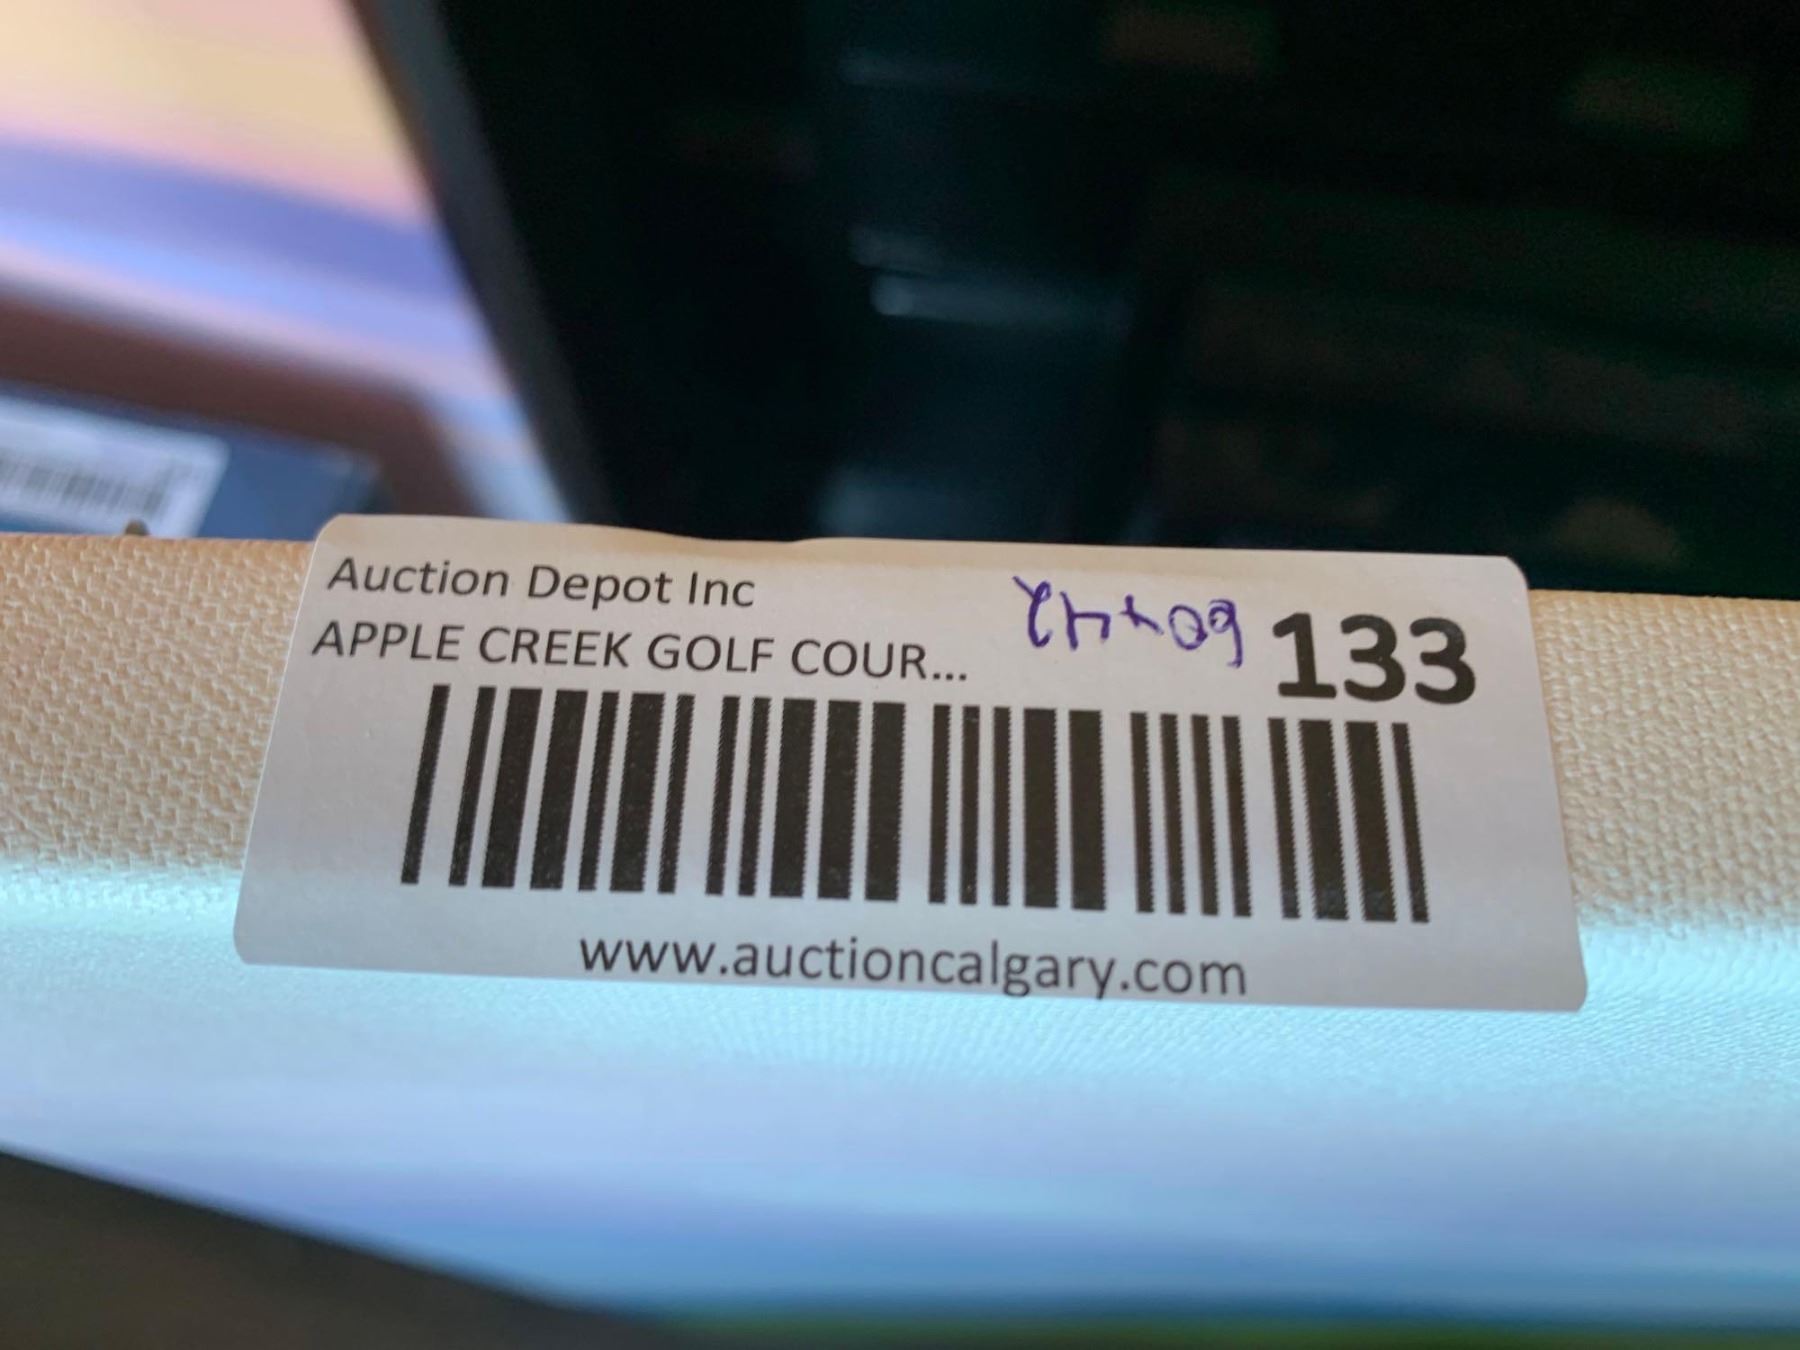 Auction Depot Inc
APPLE CREEK GOLF COUR...
133
www.auctioncalgary.com